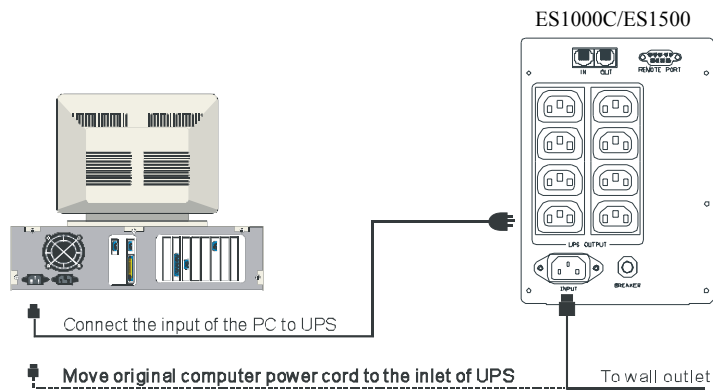 ES1000C/ES1500
IN OUT
REMOTE PORT
UPS OUTPUT
INPUT
BREAKER
Connect the input of the PC to UPS
Move original computer power cord to the inlet of UPS
To wall outlet